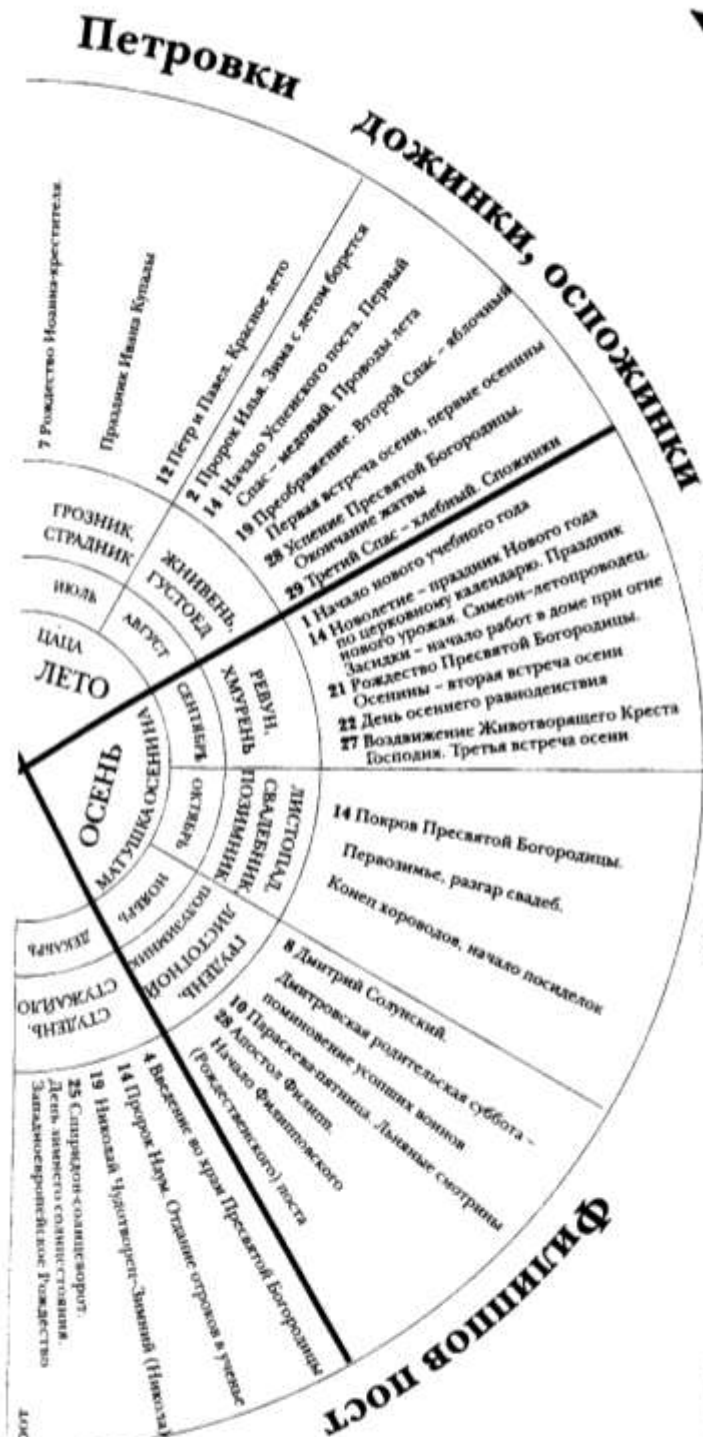 Петровки
дожинки, оспожинки
Филиппов пост
ЛЕТО
ЦАЦА
ИЮЛЬ
ГРОЗНИК,
СТРАДНИК
7 Рождество Иоанна-крестителя.
Праздник Ивана Купалы
12 Петр и Павел. Красное лето
АВГУСТ
ЖНИВЕНЬ,
ГУСТОЕД
2 Пророк Илья. Зима с летом борется
14 Начало Успенского поста. Первый
Спас – медовый. Проводы лета
19 Преображение. Второй Спас – яблочный
Первая встреча осени, первые осенины
28 Успение Пресвятой Богородицы.
Окончание жатвы
29 Третий Спас – хлебный. Спожинки
ОСЕНЬ
МАТУШКА ОСЕНИНА
СЕНТЯБРЬ
РЕВУН,
ХМУРЕНЬ
1 Начало нового учебного года
14 Новолетие – праздник Нового года
по церковному календарю. Праздник
нового урожая. Симеон-летопроводец.
Засидки – начало работ в доме при огне
21 Рождество Пресвятой Богородицы.
Осенины – вторая встреча осени
22 День осеннего равноденствия
27 Воздвижение Животворящего Креста
Господня. Третья встреча осени
ОКТЯБРЬ
ЛИСТОПАД,
СВАДЕБНИК
ПОЗИМНИК
14 Покров Пресвятой Богородицы.
Первозимье, разгар свадеб.
Конец хороводов, начало посиделок
НОЯБРЬ
ГРУДЕНЬ,
ЛИСТОГНОЙ
ПОЛУЗИМНИК
8 Дмитрий Солунский.
Дмитровская родительская суббота –
поминовение усопших воинов
10 Параскева-пятница. Льняные смотрины
28 Апостол Филипп.
Начало Филипповского
(Рождественского) поста
ДЕКАБРЬ
СТУДЕНЬ,
СТУЖАЙЛО
4 Введение во храм Пресвятой Богородицы
14 Пророк Наум. Отдание отроков в ученье
19 Николай Чудотворец-Зимний (Никола)
25 Спиридон-солнцеворот.
День зимнего солнцестояния.
Западноевропейское Рождество